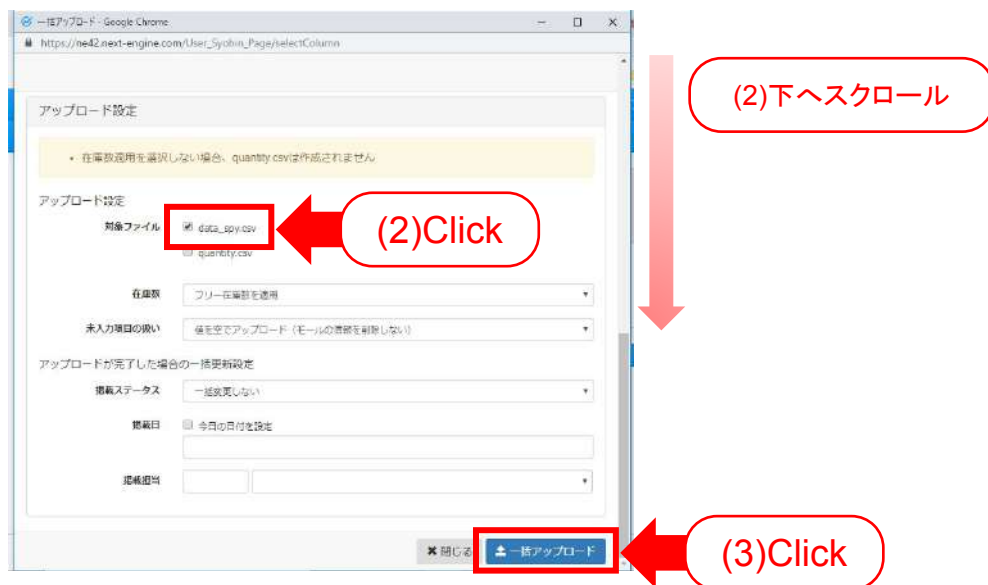 一括アップロード - Google Chrome
https://ne42.next-engine.com/User_Syohin_Page/selectColumn
(2)下へスクロール
アップロード設定
• 在庫数適用を選択しない場合、quantity.csvは作成されません
アップロード設定
対象ファイル data_spy.csv
(2)Click
quantity.csv
在庫数 フリー在庫数を適用
未入力項目の扱い 値を空でアップロード（モールの情報を削除しない）
アップロードが完了した場合の一括更新設定
掲載ステータス 一括変更しない
掲載日 今日の日付を設定
掲載担当
閉じる 一括アップロード
(3)Click